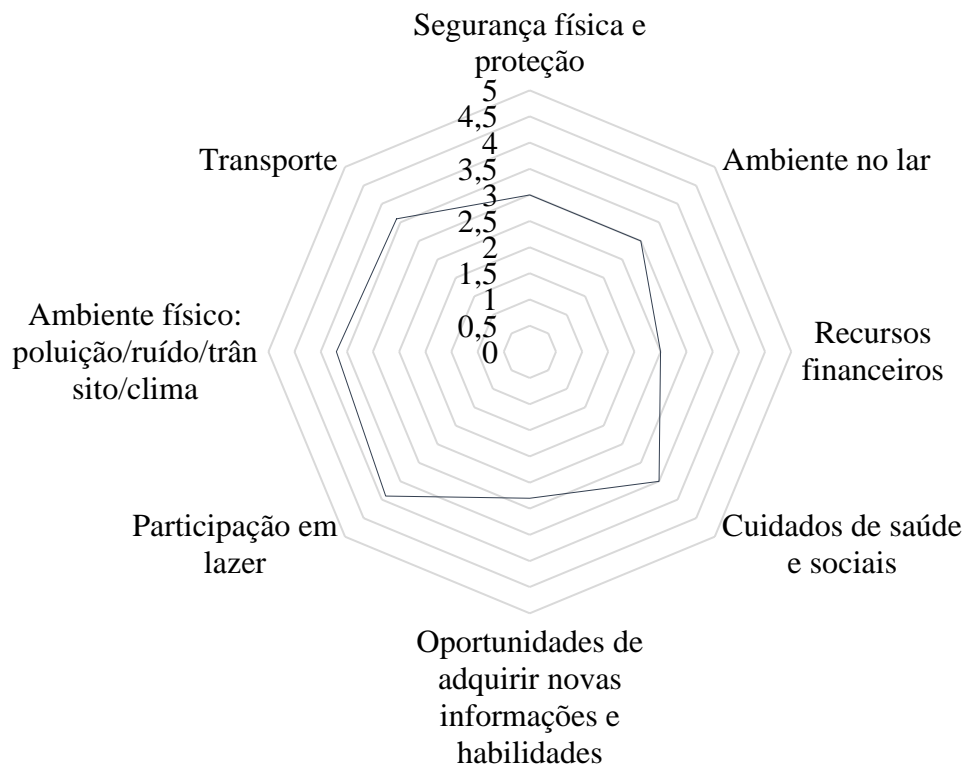 Segurança física e
proteção
5
4,5
4
3,5
3
2,5
2
1,5
1
0,5
0
Ambiente no lar
Recursos
financeiros
Cuidados de saúde
e sociais
Oportunidades de
adquirir novas
informações e
habilidades
Participação em
lazer
Ambiente físico:
poluição/ruído/trân
sito/clima
Transporte